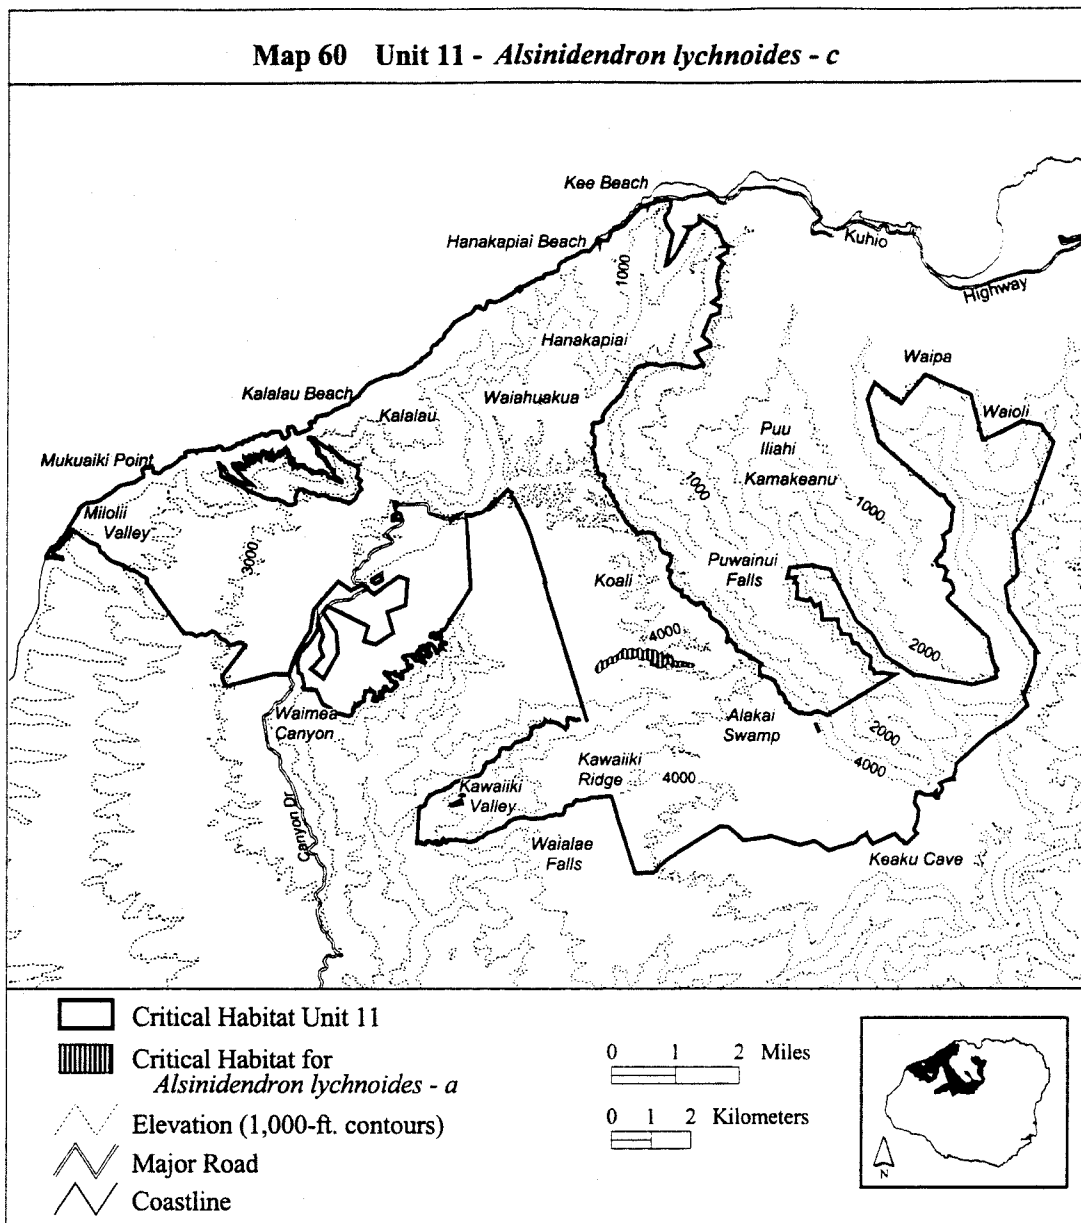 Map 60 Unit 11 - Alsinidendron lychnoides - c
Kee Beach
Hanakapiai Beach
Kuhio
Highway
1000
Hanakapiai
Waipa
Kalalau Beach
Waiahuakua
Kalalau
Waioli
Puu
Iliahi
Mukuaiki Point
Kamakeanu
1000
1000
Milolii
Valley
3000
Puwainui
Falls
Koali
4000
2000
Waimea
Canyon
Alakai
Swamp
2000
Kawaiiki
Ridge
4000
4000
Kawaiiki
Valley
Canyon Dr
Waialae
Falls
Keaku Cave
Critical Habitat Unit 11
Critical Habitat for
Alsinidendron lychnoides - a
Elevation (1,000-ft. contours)
Major Road
Coastline
0 1 2 Miles
0 1 2 Kilometers
N